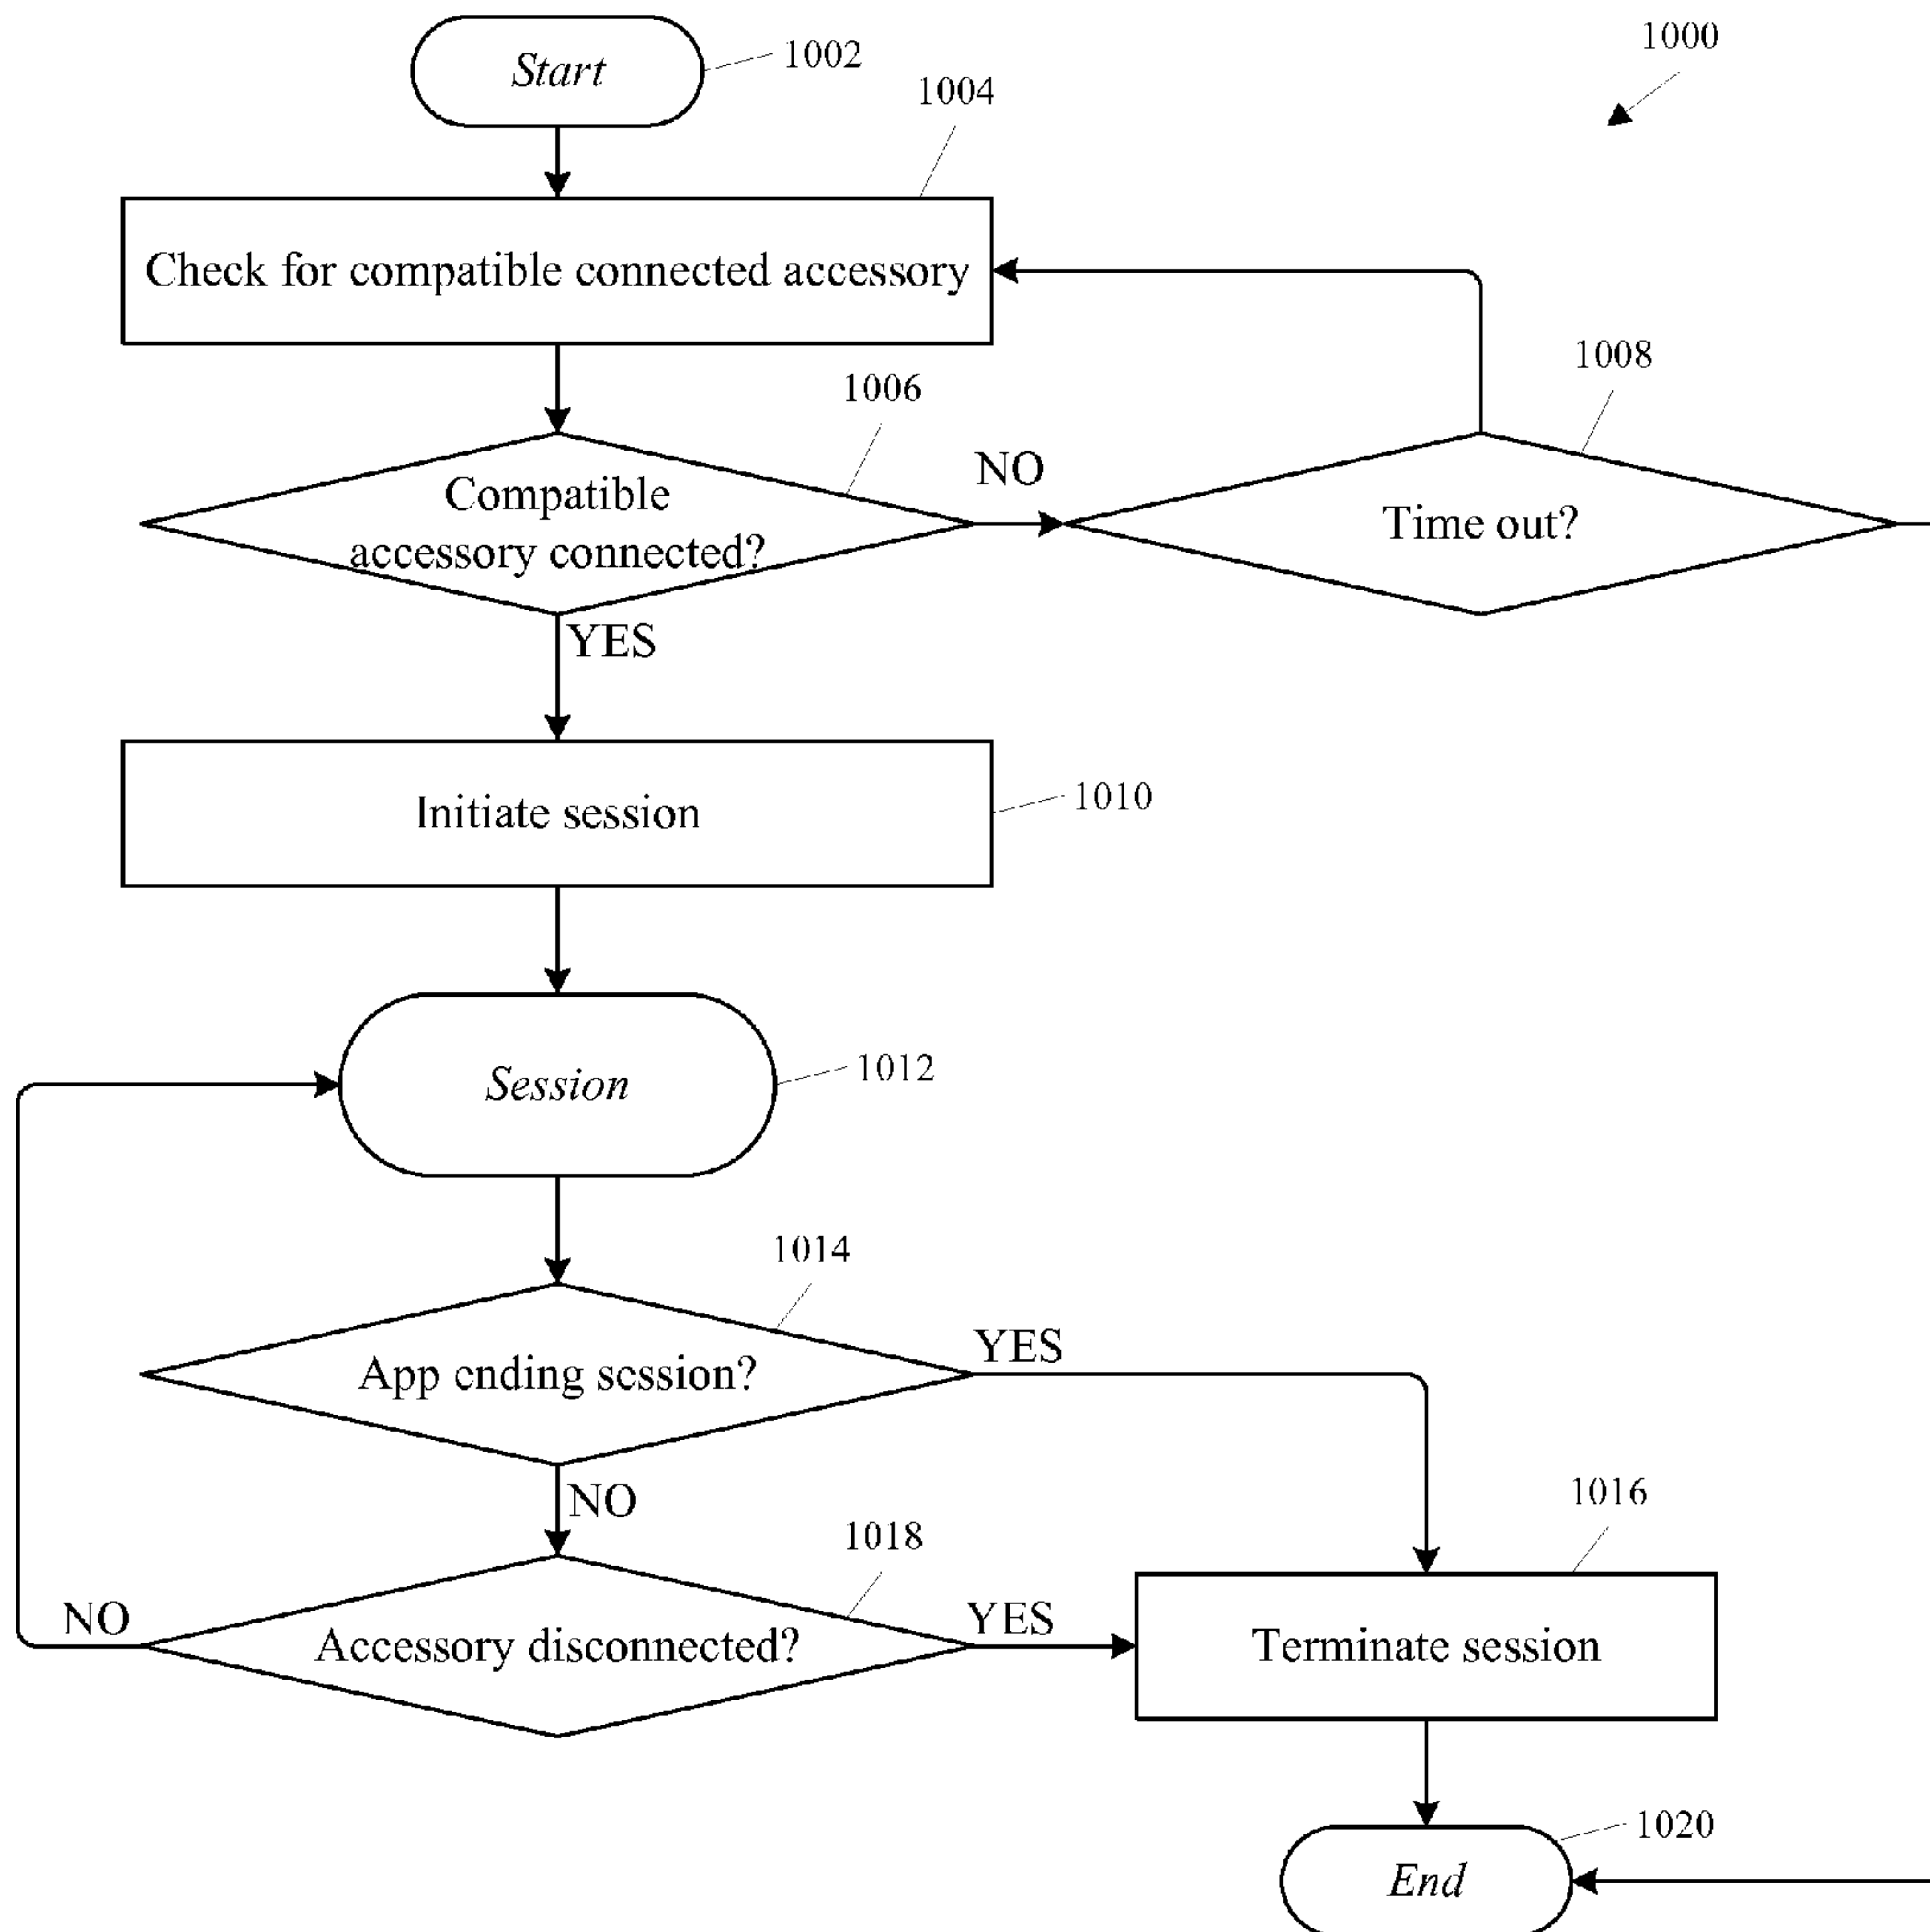 Start
1002
1000
1004
Check for compatible connected accessory
1006
1008
Compatible
accessory connected?
NO
Time out?
YES
Initiate session
1010
Session
1012
1014
App ending session?
YES
NO
1016
1018
NO
Accessory disconnected?
YES
Terminate session
1020
End